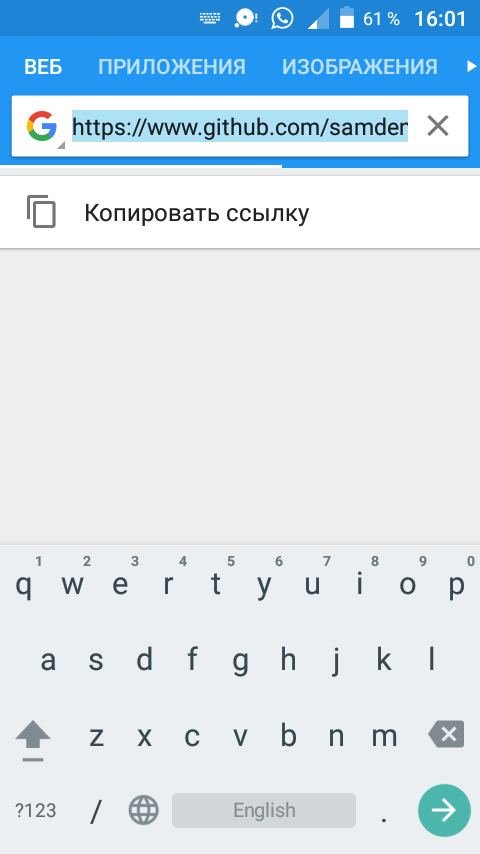 61 % 16:01
ВЕБ ПРИЛОЖЕНИЯ ИЗОБРАЖЕНИЯ
https://www.github.com/samden
Копировать ссылку
1 2 3 4 5 6 7 8 9 0
q w e r t y u i o p
a s d f g h j k l
z x c v b n m
?123 / English .